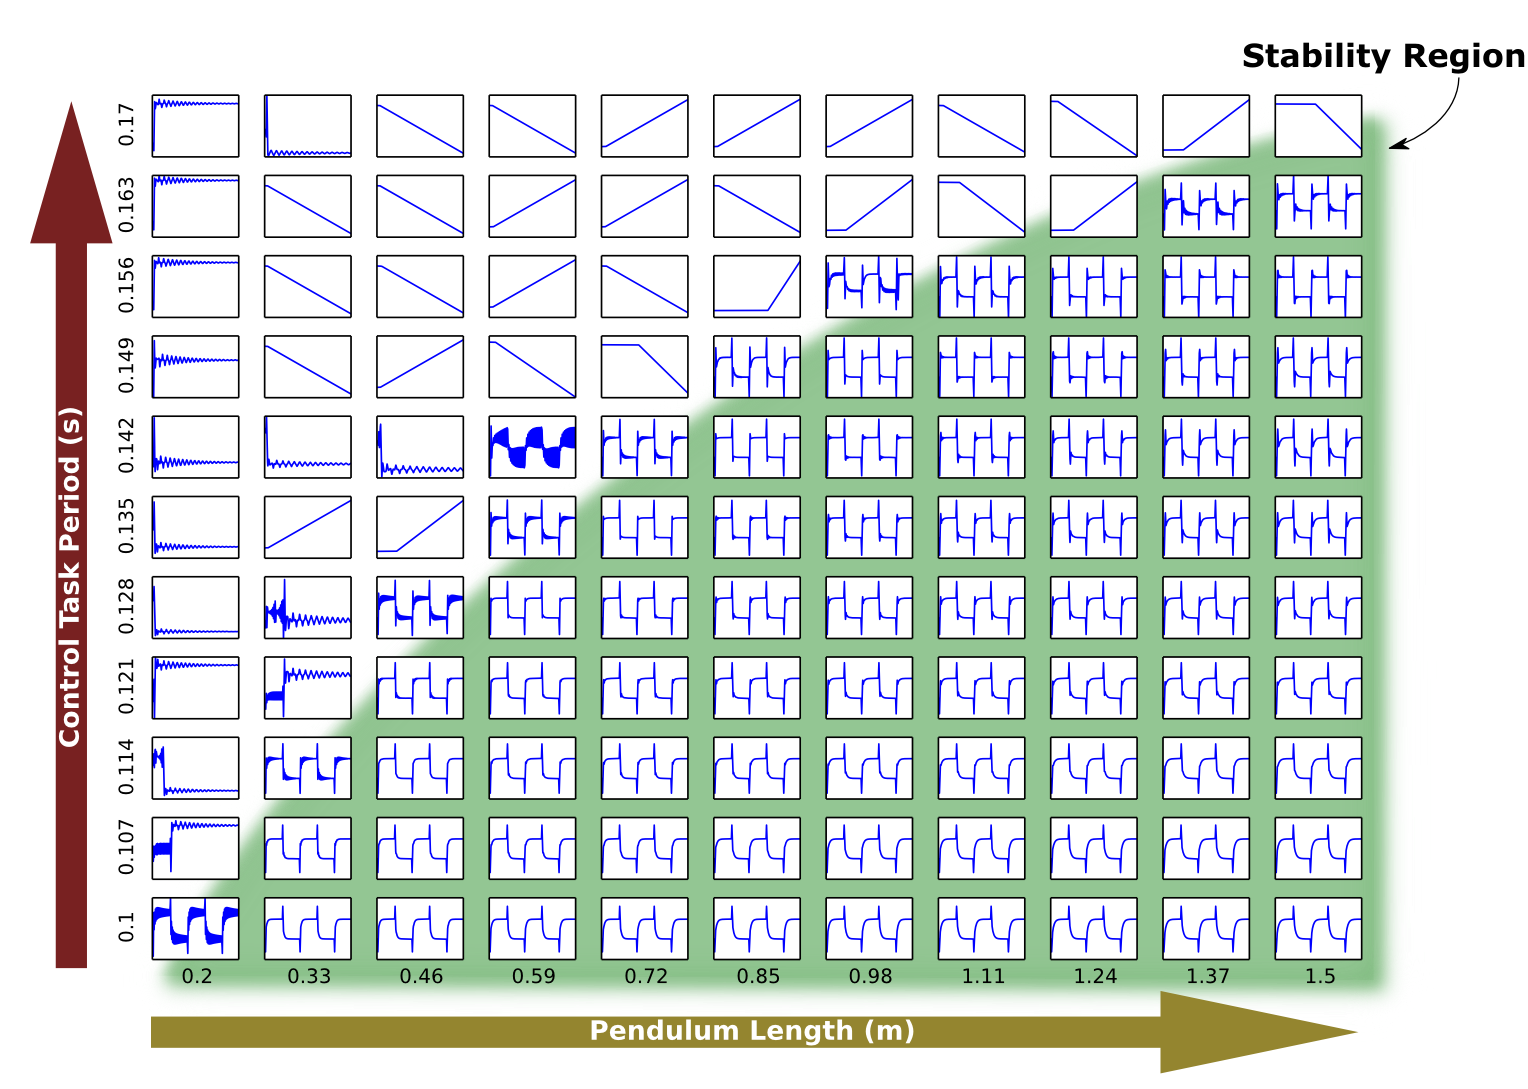 Stability Region
0.17
0.163
0.156
0.149
0.142
0.135
0.128
0.121
0.114
0.107
0.1
Control Task Period (s)
0.2 0.33 0.46 0.59 0.72 0.85 0.98 1.11 1.24 1.37 1.5
Pendulum Length (m)